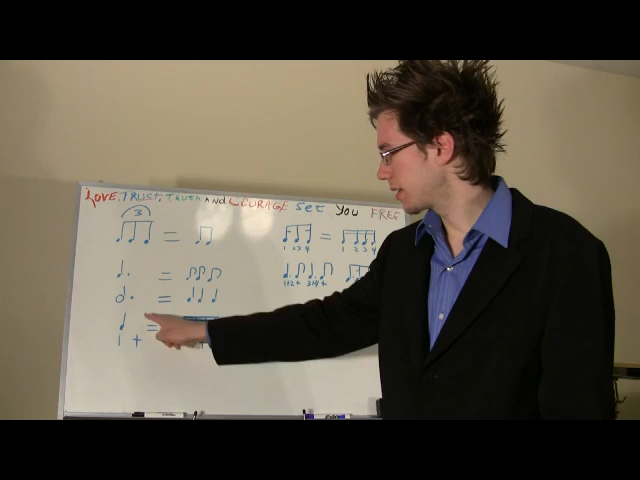 LOVE, TRUST, TRUTH AND COURAGE SET YOU FREE
3
=
=
1 2 3 4
1 2 3 4
=
1 + 2 + 3 + 4 +
=
=
1 +